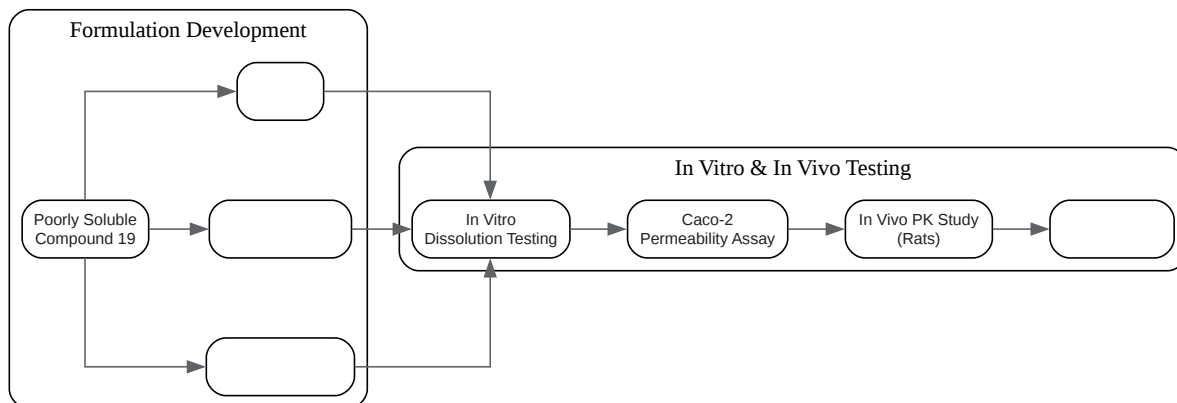 Formulation Development
In Vitro & In Vivo Testing
Poorly Soluble
Compound 19
In Vitro
Dissolution Testing
Caco-2
Permeability Assay
In Vivo PK Study
(Rats)